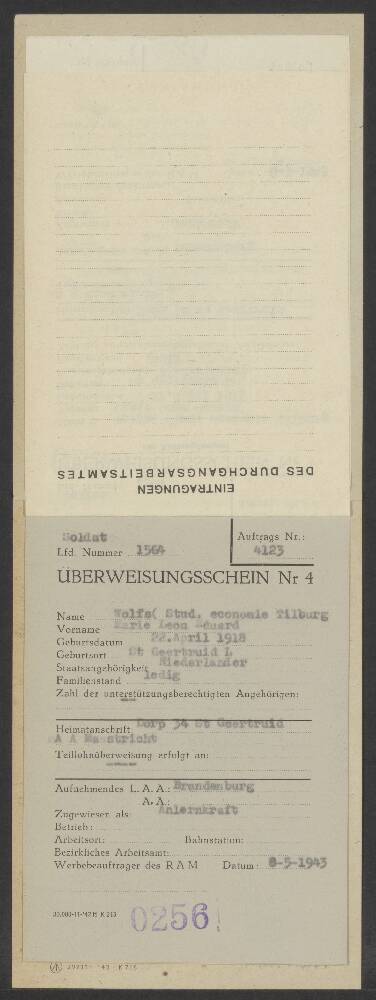 EINTRAGUNGEN
DES DURCHGANGSARBEITSAMTES
Soldat
Lfd. Nummer 1564
Auftrags Nr.:
4123
ÜBERWEISUNGSSCHEIN Nr 4
Name Wolfs( Stud. economie Tilburg
Vorname Marie Leon Eduard
Geburtsdatum 22.April 1918
Geburtsort St Geertruid L
Staatsangehörigkeit Niederlander
Familienstand ledig
Zahl der unterstützungsberechtigten Angehörigen:
Heimatanschrift Dorp 34 St Geertruid
A A Maastricht
Teillohnüberweisung erfolgt an:
Aufnehmendes L. A. A.: Brandenburg
A. A.:
Zugewiesen als: Anlernkraft
Betrieb:
Arbeitsort: Bahnstation:
Bezirkliches Arbeitsamt:
Werbebeauftrager des R A M Datum: 8-5-1943
0256